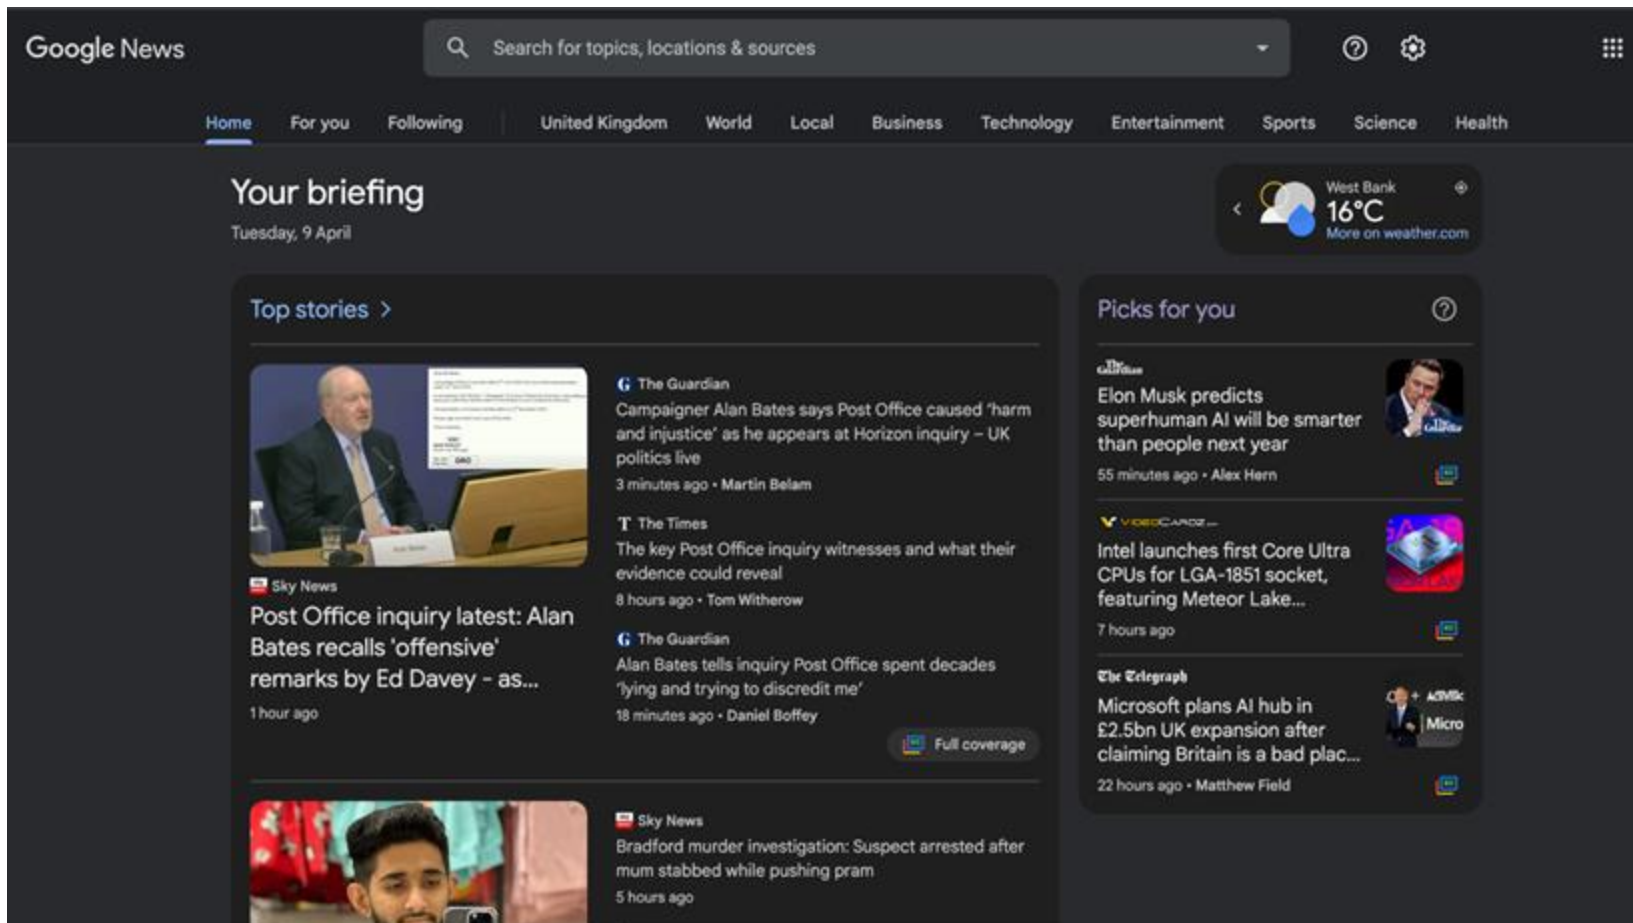 Google News
Search for topics, locations & sources
Home
For you
Following
United Kingdom
World
Local
Business
Technology
Entertainment
Sports
Science
Health
Your briefing
Tuesday, 9 April
West Bank
16°C
More on weather.com
Top stories
Sky News
Post Office inquiry latest: Alan
Bates recalls 'offensive'
remarks by Ed Davey - as...
1 hour ago
The Guardian
Campaigner Alan Bates says Post Office caused ‘harm
and injustice’ as he appears at Horizon inquiry – UK
politics live
3 minutes ago • Martin Belam
T The Times
The key Post Office inquiry witnesses and what their
evidence could reveal
8 hours ago • Tom Witherow
The Guardian
Alan Bates tells inquiry Post Office spent decades
‘lying and trying to discredit me’
18 minutes ago • Daniel Boffey
Full coverage
Sky News
Bradford murder investigation: Suspect arrested after
mum stabbed while pushing pram
5 hours ago
Picks for you
The Guardian
Elon Musk predicts
superhuman AI will be smarter
than people next year
55 minutes ago • Alex Hern
VIDEOCARDZ
Intel launches first Core Ultra
CPUs for LGA-1851 socket,
featuring Meteor Lake...
7 hours ago
The Telegraph
Microsoft plans AI hub in
£2.5bn UK expansion after
claiming Britain is a bad plac...
22 hours ago • Matthew Field
Micro